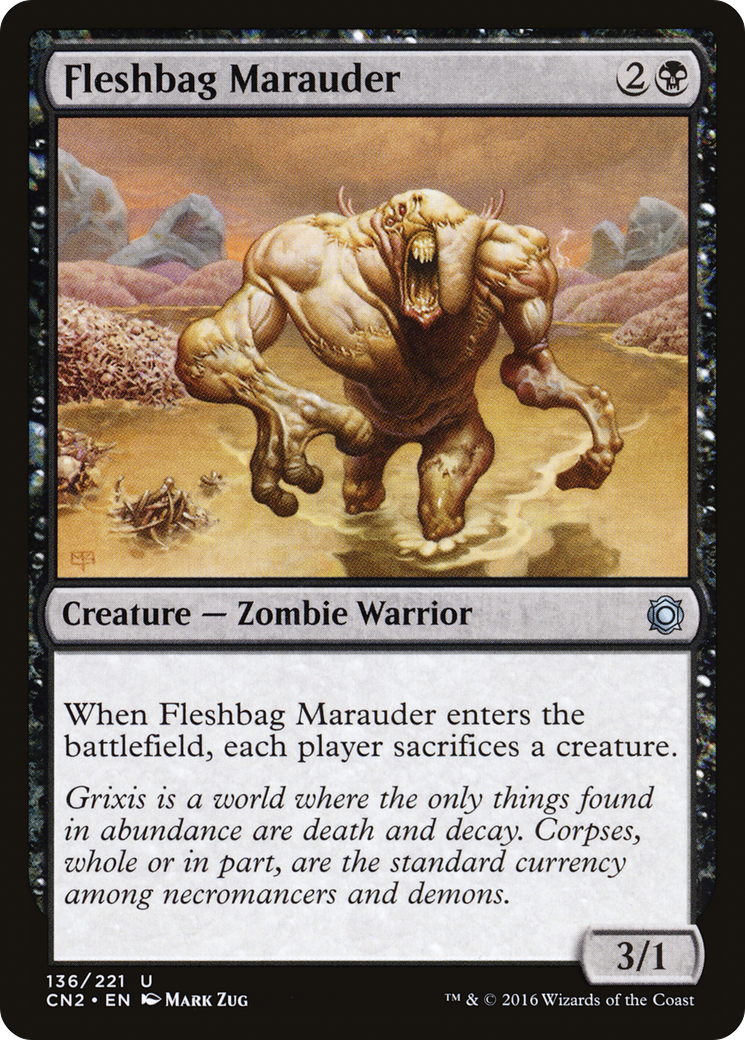 Fleshbag Marauder 2
Creature — Zombie Warrior
When Fleshbag Marauder enters the
battlefield, each player sacrifices a creature.
Grixis is a world where the only things found
in abundance are death and decay. Corpses,
whole or in part, are the standard currency
among necromancers and demons.
3/1
136/221 U
CN2 • EN Mark Zug
™ & © 2016 Wizards of the Coast